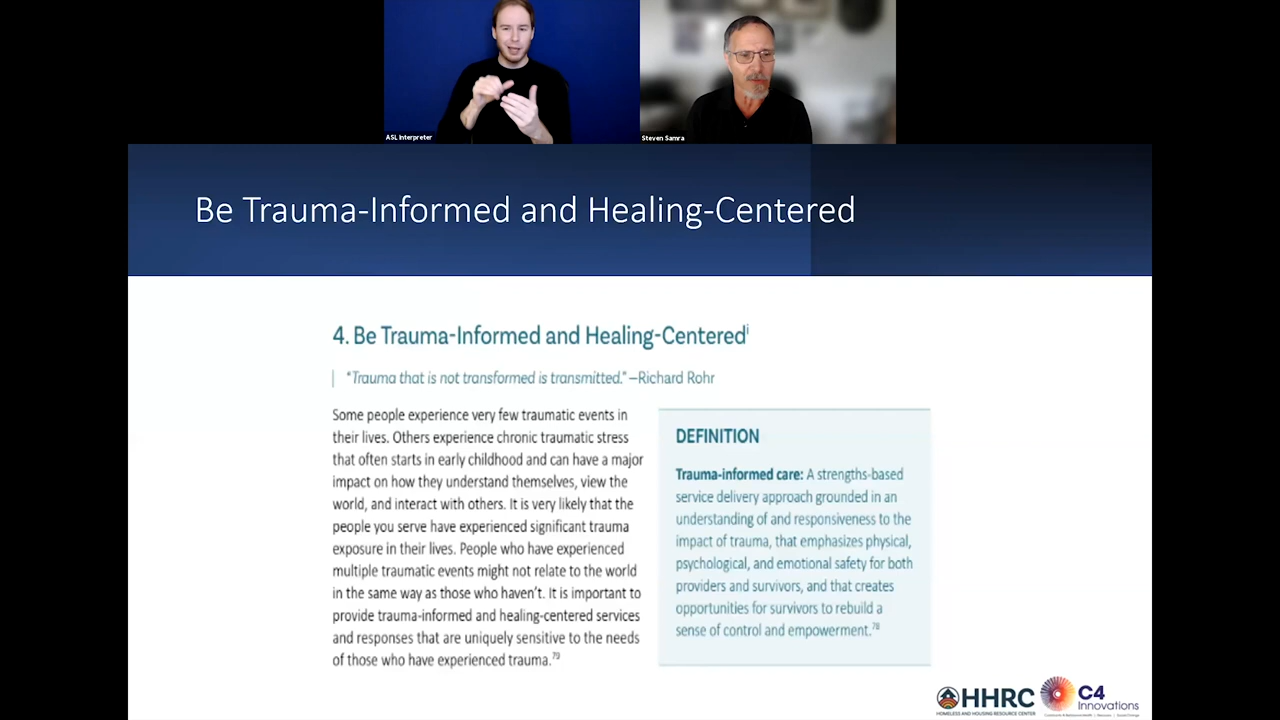 ASL Interpreter
Steven Samra
Be Trauma-Informed and Healing-Centered
4. Be Trauma-Informed and Healing-Centeredⁱ
"Trauma that is not transformed is transmitted." —Richard Rohr
Some people experience very few traumatic events in
their lives. Others experience chronic traumatic stress
that often starts in early childhood and can have a major
impact on how they understand themselves, view the
world, and interact with others. It is very likely that the
people you serve have experienced significant trauma
exposure in their lives. People who have experienced
multiple traumatic events might not relate to the world
in the same way as those who haven't. It is important to
provide trauma-informed and healing-centered services
and responses that are uniquely sensitive to the needs
of those who have experienced trauma.⁷⁹
DEFINITION
Trauma-informed care: A strengths-based
service delivery approach grounded in an
understanding of and responsiveness to the
impact of trauma, that emphasizes physical,
psychological, and emotional safety for both
providers and survivors, and that creates
opportunities for survivors to rebuild a
sense of control and empowerment.⁷⁸
HHRC
HOMELESS AND HOUSING RESOURCE CENTER
C4
Innovations